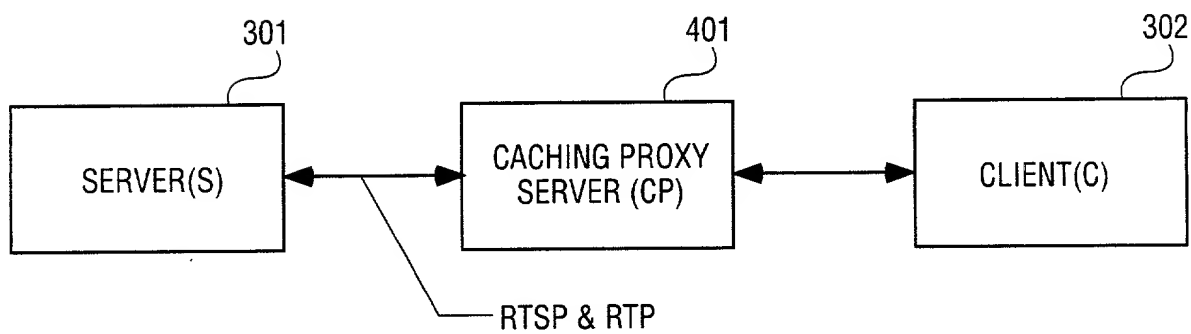 301
401
302
SERVER(S)
CACHING PROXY
SERVER (CP)
CLIENT(C)
RTSP & RTP